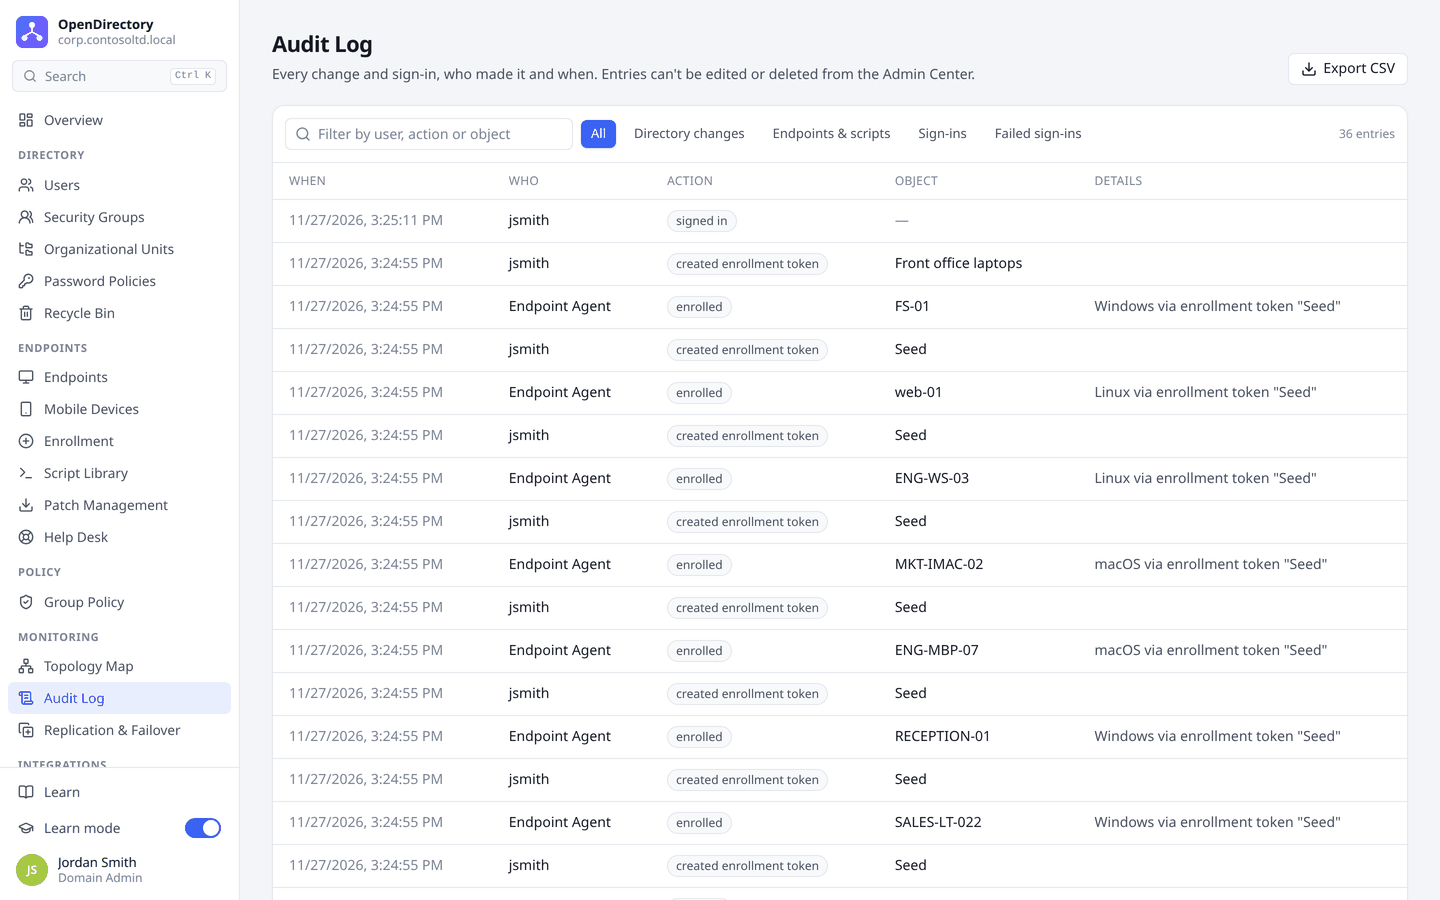 OpenDirectory
corp.contosoltd.local
Search Ctrl K
Overview
DIRECTORY
Users
Security Groups
Organizational Units
Password Policies
Recycle Bin
ENDPOINTS
Endpoints
Mobile Devices
Enrollment
Script Library
Patch Management
Help Desk
POLICY
Group Policy
MONITORING
Topology Map
Audit Log
Replication & Failover
INTEGRATIONS
Learn
Learn mode
JS
Jordan Smith
Domain Admin
Audit Log
Every change and sign-in, who made it and when. Entries can't be edited or deleted from the Admin Center.
Export CSV
Filter by user, action or object All Directory changes Endpoints & scripts Sign-ins Failed sign-ins 36 entries
WHEN WHO ACTION OBJECT DETAILS
11/27/2026, 3:25:11 PM jsmith signed in —
11/27/2026, 3:24:55 PM jsmith created enrollment token Front office laptops
11/27/2026, 3:24:55 PM Endpoint Agent enrolled FS-01 Windows via enrollment token "Seed"
11/27/2026, 3:24:55 PM jsmith created enrollment token Seed
11/27/2026, 3:24:55 PM Endpoint Agent enrolled web-01 Linux via enrollment token "Seed"
11/27/2026, 3:24:55 PM jsmith created enrollment token Seed
11/27/2026, 3:24:55 PM Endpoint Agent enrolled ENG-WS-03 Linux via enrollment token "Seed"
11/27/2026, 3:24:55 PM jsmith created enrollment token Seed
11/27/2026, 3:24:55 PM Endpoint Agent enrolled MKT-IMAC-02 macOS via enrollment token "Seed"
11/27/2026, 3:24:55 PM jsmith created enrollment token Seed
11/27/2026, 3:24:55 PM Endpoint Agent enrolled ENG-MBP-07 macOS via enrollment token "Seed"
11/27/2026, 3:24:55 PM jsmith created enrollment token Seed
11/27/2026, 3:24:55 PM Endpoint Agent enrolled RECEPTION-01 Windows via enrollment token "Seed"
11/27/2026, 3:24:55 PM jsmith created enrollment token Seed
11/27/2026, 3:24:55 PM Endpoint Agent enrolled SALES-LT-022 Windows via enrollment token "Seed"
11/27/2026, 3:24:55 PM jsmith created enrollment token Seed